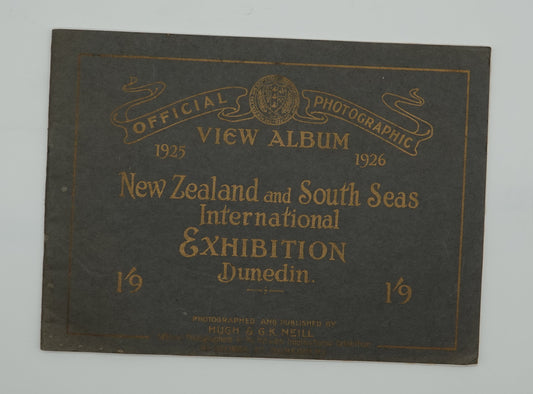 OFFICIAL PHOTOGRAPHIC
VIEW ALBUM
1925 1926
New Zealand and South Seas
International
EXHIBITION
Dunedin.
1/9 1/9
PHOTOGRAPHED AND PUBLISHED BY
HUGH & G.K. NEILL